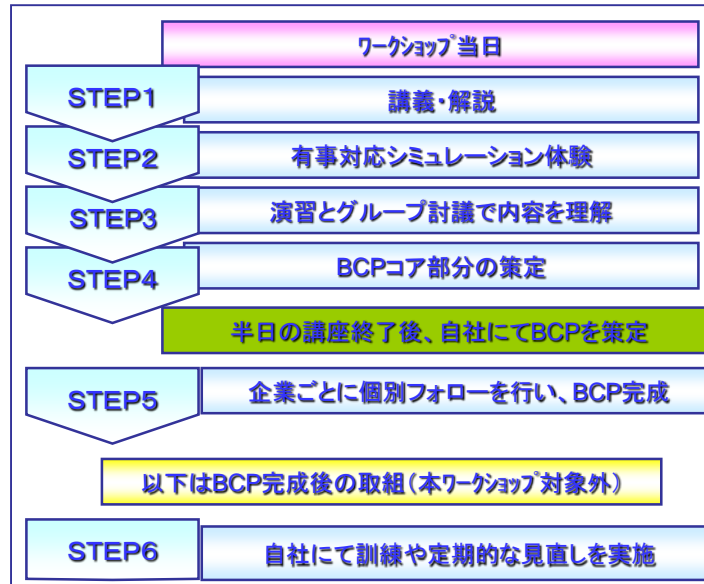 ﾜｰｸｼｮｯﾌﾟ当日
STEP1
講義・解説
STEP2
有事対応シミュレーション体験
STEP3
演習とグループ討議で内容を理解
STEP4
BCPコア部分の策定
半日の講座終了後、自社にてBCPを策定
STEP5
企業ごとに個別フォローを行い、BCP完成
以下はBCP完成後の取組(本ﾜｰｸｼｮｯﾌﾟ対象外)
STEP6
自社にて訓練や定期的な見直しを実施